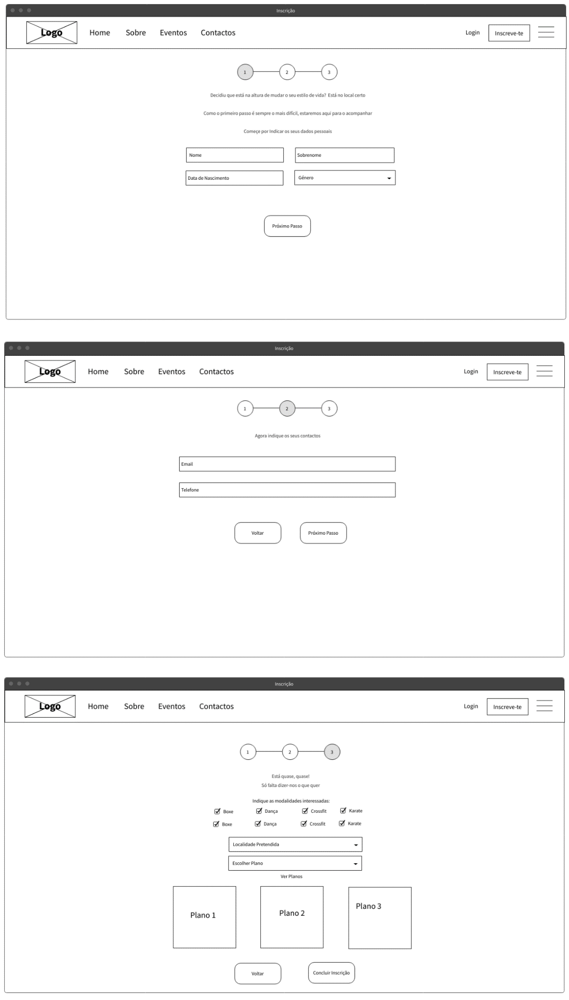 Inscrição
Logo Home Sobre Eventos Contactos Login Inscreve-te
1 2 3
Decidiu que está na altura de mudar o seu estilo de vida? Está no local certo
Como o primeiro passo é sempre o mais difícil, estaremos aqui para o acompanhar
Começe por Indicar os seus dados pessoais
Nome Sobrenome
Data de Nascimento Género
Próximo Passo
Inscrição
Logo Home Sobre Eventos Contactos Login Inscreve-te
1 2 3
Agora indique os seus contactos
Email
Telefone
Voltar Próximo Passo
Inscrição
Logo Home Sobre Eventos Contactos Login Inscreve-te
1 2 3
Está quase, quase!
Só falta dizer-nos o que quer
Indique as modalidades interessadas:
Boxe Dança Crossfit Karate
Boxe Dança Crossfit Karate
Localidade Pretendida
Escolher Plano
Ver Planos
Plano 1 Plano 2 Plano 3
Voltar Concluir Inscrição